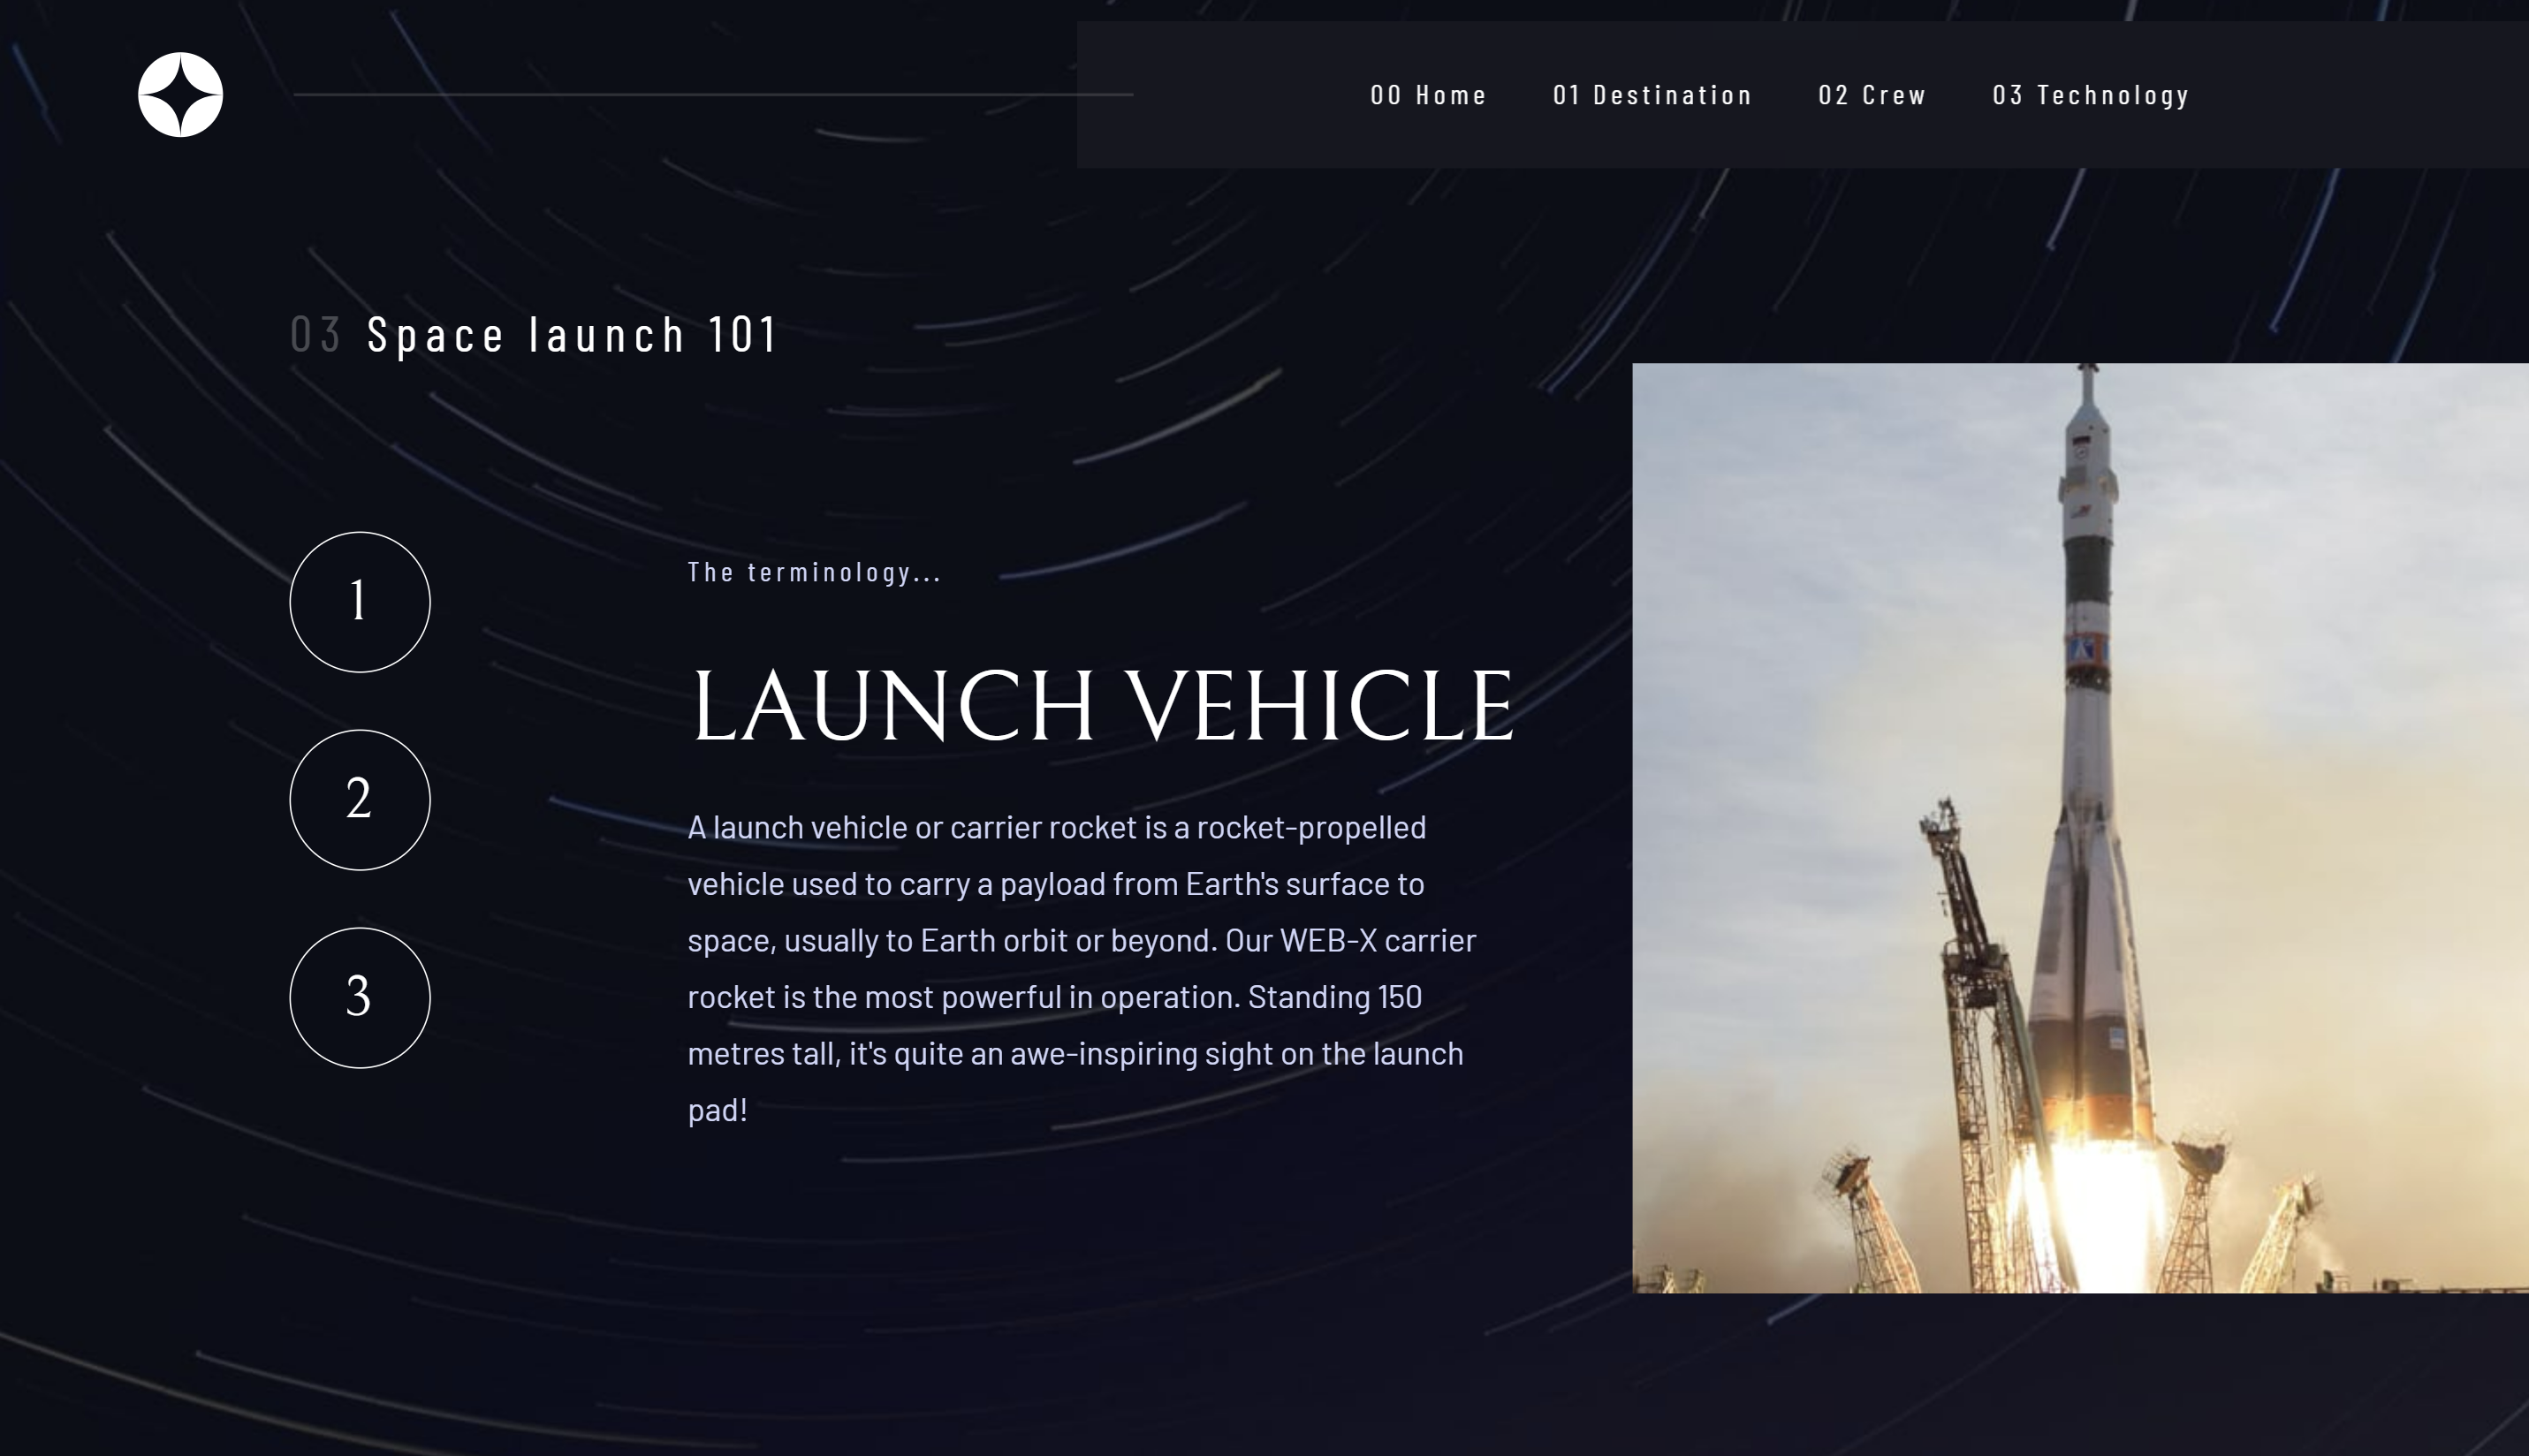 00 Home 01 Destination 02 Crew 03 Technology
03 Space launch 101
1
2
3
The terminology...
LAUNCH VEHICLE
A launch vehicle or carrier rocket is a rocket-propelled
vehicle used to carry a payload from Earth's surface to
space, usually to Earth orbit or beyond. Our WEB-X carrier
rocket is the most powerful in operation. Standing 150
metres tall, it's quite an awe-inspiring sight on the launch
pad!